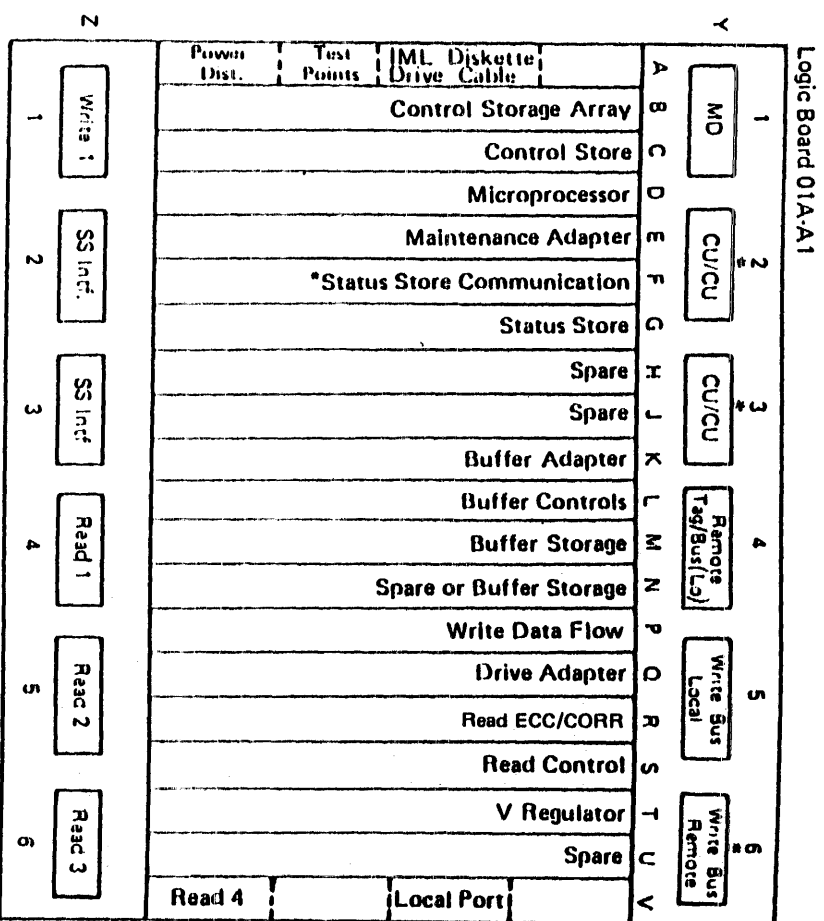 Logic Board 01A-A1
Z
Y
Power Dist.
Test Points
IML Diskette Drive Cable
A
Control Storage Array B
Control Store C
Microprocessor D
Maintenance Adapter E
*Status Store Communication F
Status Store G
Spare H
Spare J
Buffer Adapter K
Buffer Controls L
Buffer Storage M
Spare or Buffer Storage N
Write Data Flow P
Drive Adapter Q
Read ECC/CORR R
Read Control S
V Regulator T
Spare U
Read 4
Local Port
V
1
Write 1
2
SS Intf.
3
SS Intf
4
Read 1
5
Read 2
6
Read 3
1
MD
*2
CU/CU
*3
CU/CU
4
Remote
Tag/Bus(Lo)
5
Write Bus
Local
*6
Write Bus
Remote